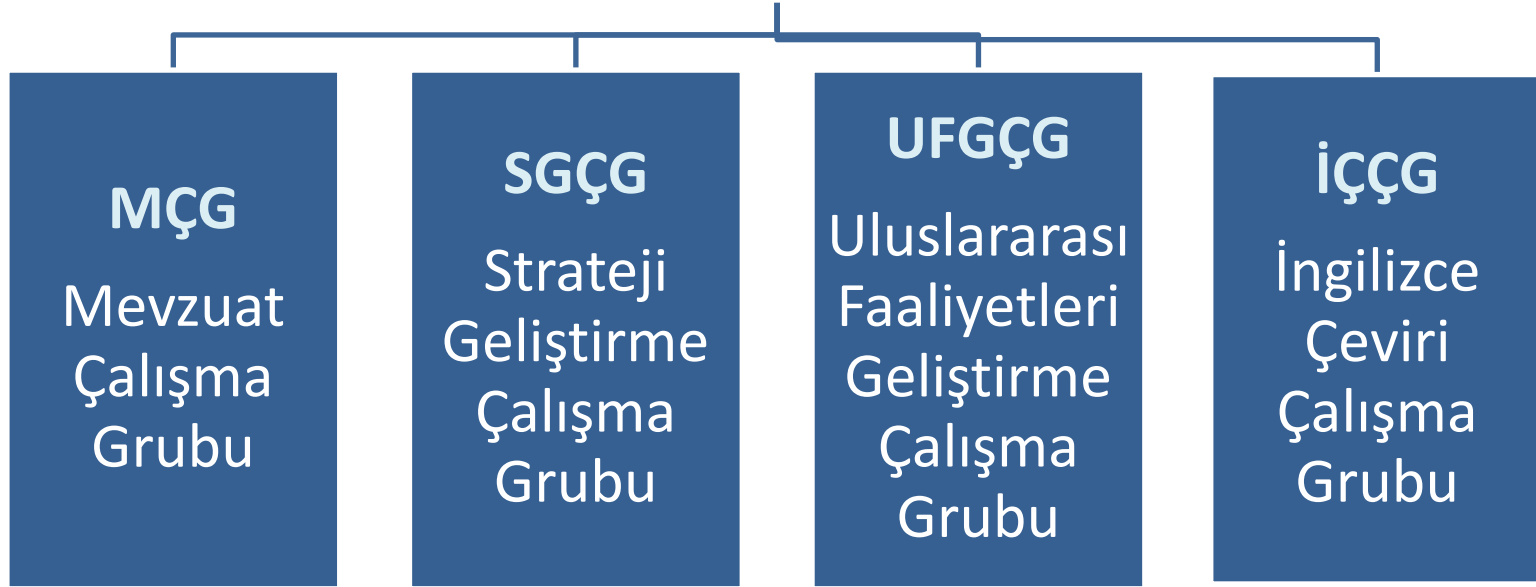 MÇG
Mevzuat
Çalışma
Grubu
SGÇG
Strateji
Geliştirme
Çalışma
Grubu
UFGÇG
Uluslararası
Faaliyetleri
Geliştirme
Çalışma
Grubu
İÇÇG
İngilizce
Çeviri
Çalışma
Grubu